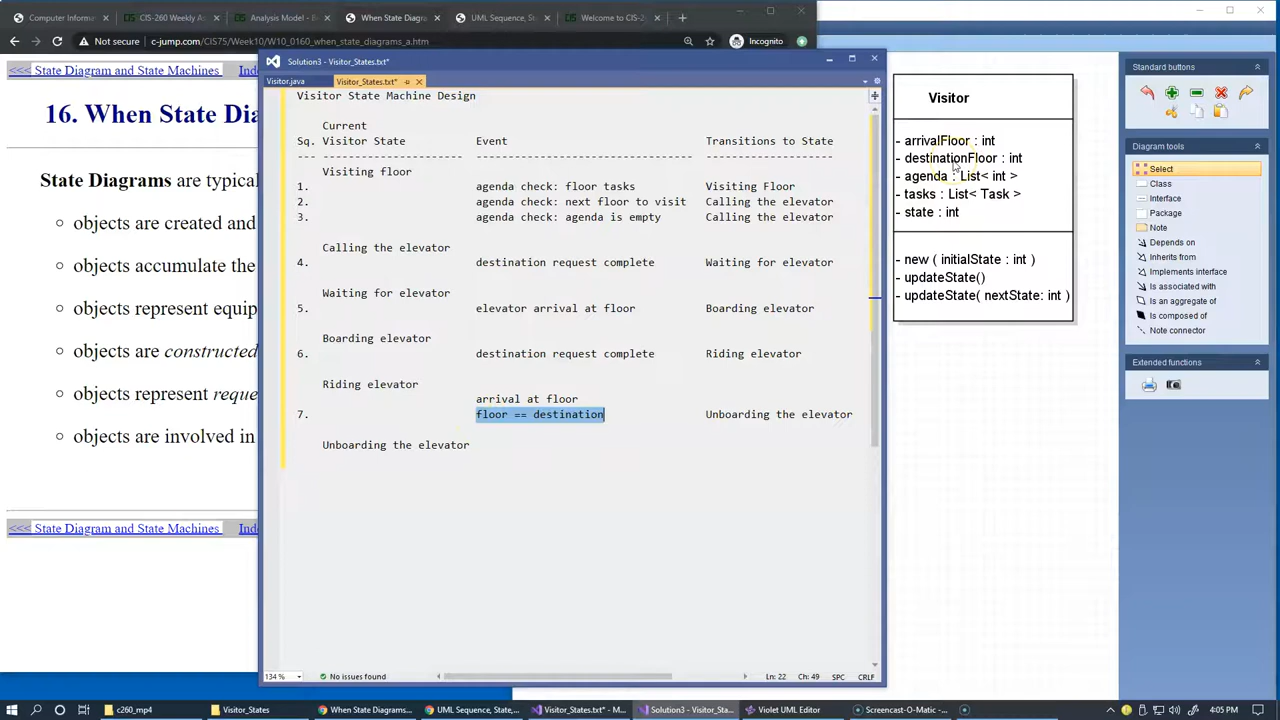 Computer Informa
CIS-260 Weekly As
Analysis Model - E
When State Diagra
UML Sequence, St
Welcome to CIS-2
Not secure
c-jump.com/CIS75/Week10/W10_0160_when_state_diagrams_a.htm
Incognito
<<< State Diagram and State Machines
Inde
16. When State Dia
State Diagrams are typical
objects are created and
objects accumulate the
objects represent equip
objects are constructed
objects represent reque
objects are involved in
<<< State Diagram and State Machines
Inde
Solution3 - Visitor_States.txt*
Visitor.java
Visitor_States.txt*
Visitor State Machine Design
Current
Sq. Visitor State Event Transitions to State
--- ----------------------------------------------------------
--------------------
Visiting floor
1. agenda check: floor tasks Visiting Floor
2. agenda check: next floor to visit Calling the elevator
3. agenda check: agenda is empty Calling the elevator
Calling the elevator
4. destination request complete Waiting for elevator
Waiting for elevator
5. elevator arrival at floor Boarding elevator
Boarding elevator
6. destination request complete Riding elevator
Riding elevator
arrival at floor
7. floor == destination Unboarding the elevator
Unboarding the elevator
134 %
No issues found
Ln: 22 Ch: 49 SPC CRLF
Visitor
- arrivalFloor : int
- destinationFloor : int
- agenda : List< int >
- tasks : List< Task >
- state : int
- new ( initialState : int )
- updateState()
- updateState( nextState: int )
Standard buttons
Diagram tools
Select
Class
Interface
Package
Note
Depends on
Inherits from
Implements interface
Is associated with
Is an aggregate of
Is composed of
Note connector
Extended functions
c260_mp4
Visitor_States
When State Diagrams...
UML Sequence, State,...
Visitor_States.txt* - M...
Solution3 - Visitor_Sta...
Violet UML Editor
Screencast-O-Matic - ...
4:05 PM